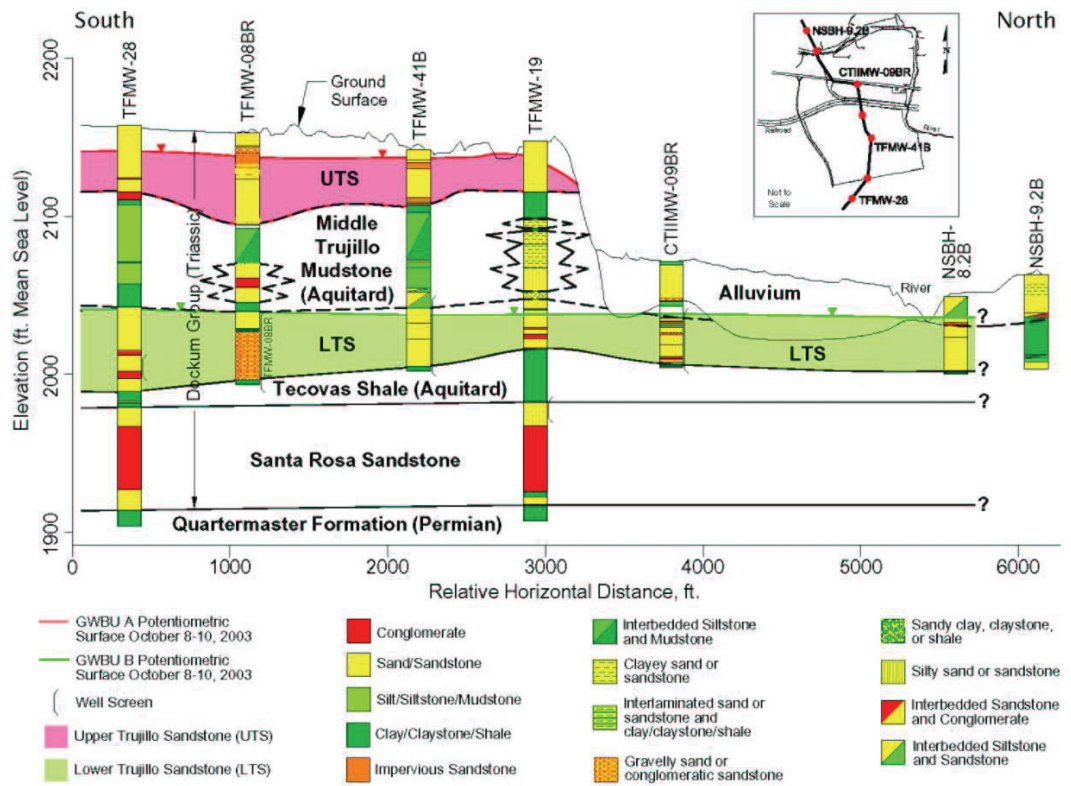 South
North
TFMW-28
TFMW-08BR
TFMW-41B
TFMW-19
CTIIMW-09BR
NSBH-
8.2B
NSBH-9.2B
Ground
Surface
NSBH-9.2B
N
CTIIMW-09BR
Railroad
River
TFMW-41B
Not to
Scale
TFMW-28
Elevation (ft. Mean Sea Level)
2200
2100
2000
1900
UTS
Middle
Trujillo
Mudstone
(Aquitard)
Dockum Group (Triassic)
TFMW-08BR
Alluvium
River
LTS
LTS
Tecovas Shale (Aquitard)
Santa Rosa Sandstone
Quartermaster Formation (Permian)
?
?
?
?
0
1000
2000
3000
4000
5000
6000
Relative Horizontal Distance, ft.
GWBU A Potentiometric
Surface October 8-10, 2003
GWBU B Potentiometric
Surface October 8-10, 2003
Well Screen
Upper Trujillo Sandstone (UTS)
Lower Trujillo Sandstone (LTS)
Conglomerate
Sand/Sandstone
Silt/Siltstone/Mudstone
Clay/Claystone/Shale
Impervious Sandstone
Interbedded Siltstone
and Mudstone
Clayey sand or
sandstone
Interlaminated sand or
sandstone and
clay/claystone/shale
Gravelly sand or
conglomeratic sandstone
Sandy clay, claystone,
or shale
Silty sand or sandstone
Interbedded Sandstone
and Conglomerate
Interbedded Siltstone
and Sandstone